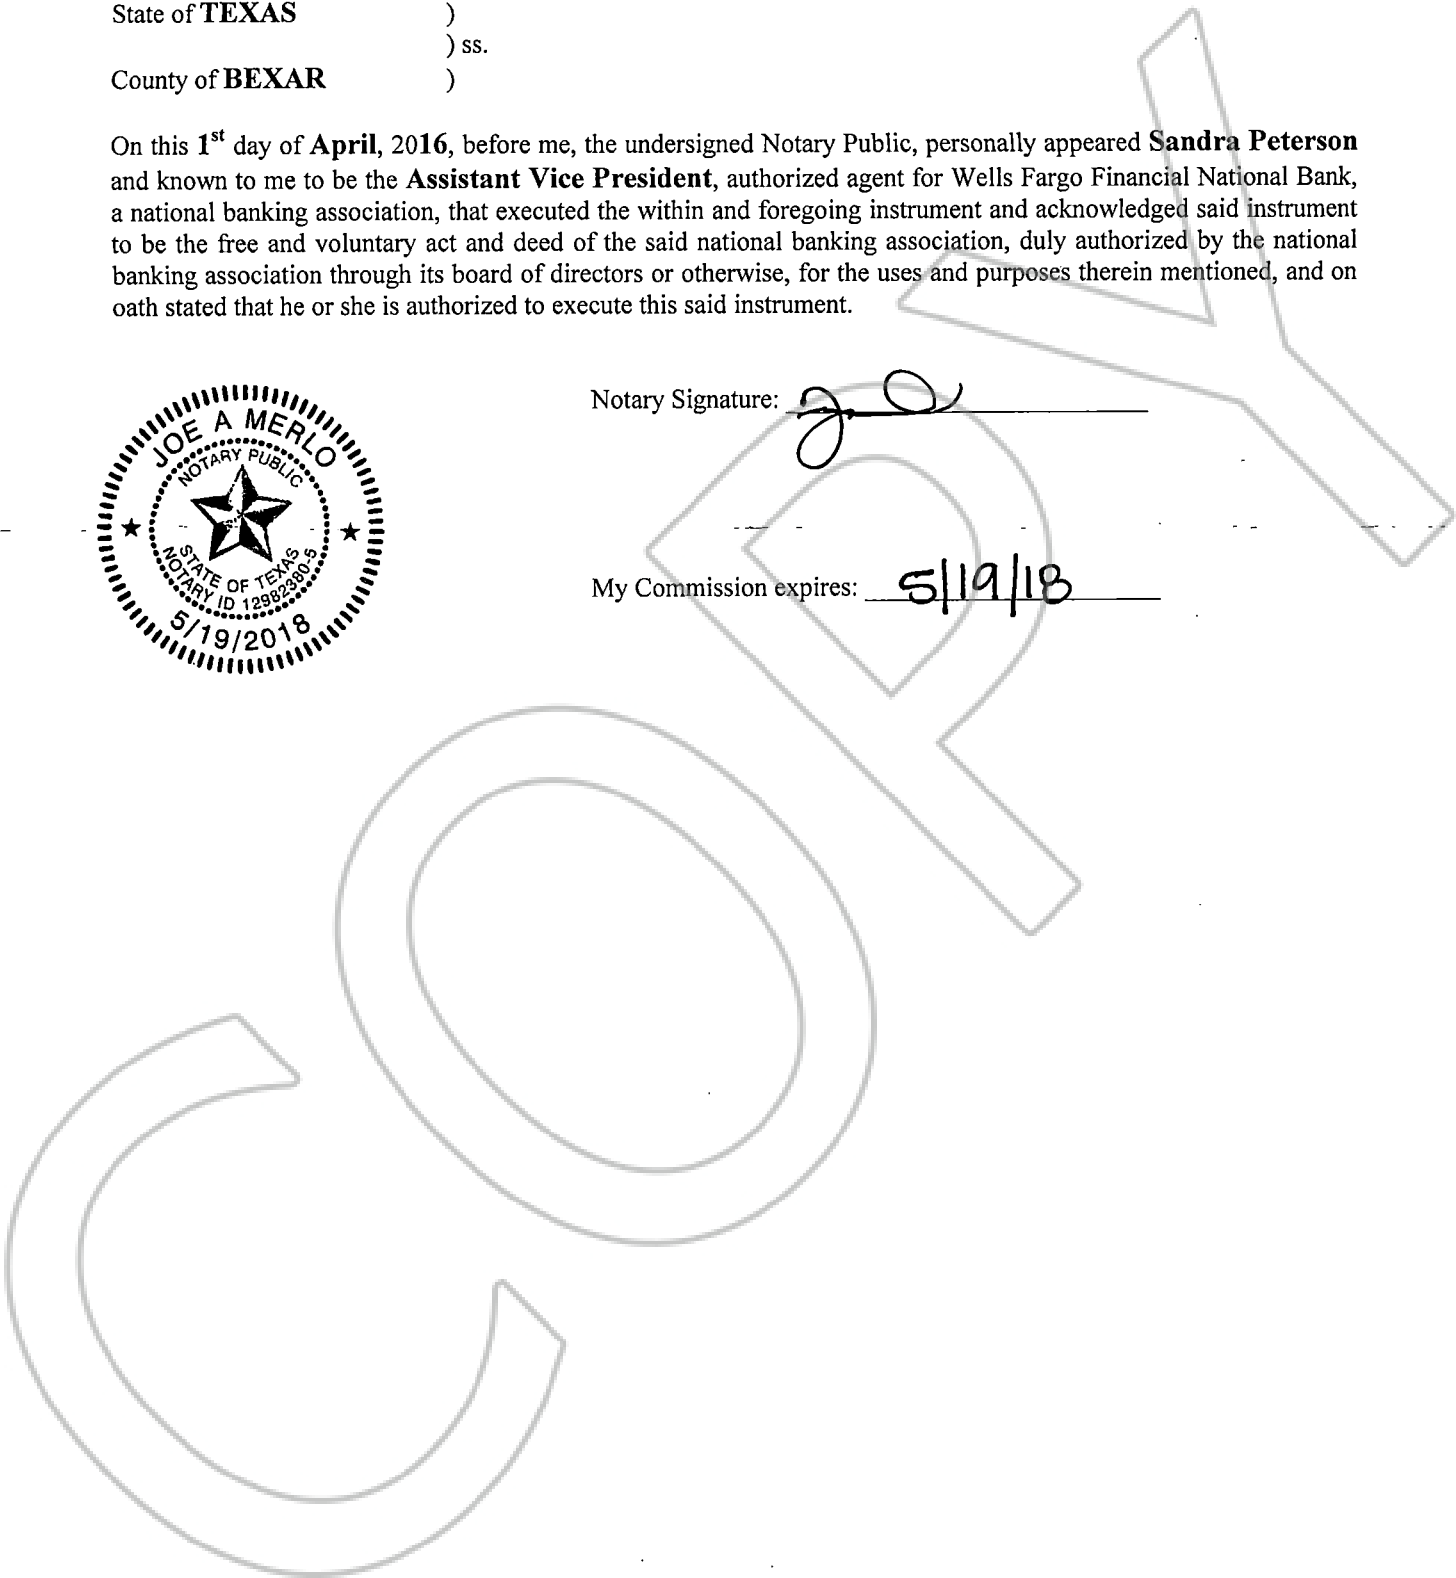 State of TEXAS )
) ss.
County of BEXAR )
On this 1st day of April, 2016, before me, the undersigned Notary Public, personally appeared Sandra Peterson
and known to me to be the Assistant Vice President, authorized agent for Wells Fargo Financial National Bank,
a national banking association, that executed the within and foregoing instrument and acknowledged said instrument
to be the free and voluntary act and deed of the said national banking association, duly authorized by the national
banking association through its board of directors or otherwise, for the uses and purposes therein mentioned, and on
oath stated that he or she is authorized to execute this said instrument.
Notary Signature:
JOE A MERLO
NOTARY PUBLIC
STATE OF TEXAS
NOTARY ID 12982380-5
5/19/2018
My Commission expires: 5/19/18
COPY